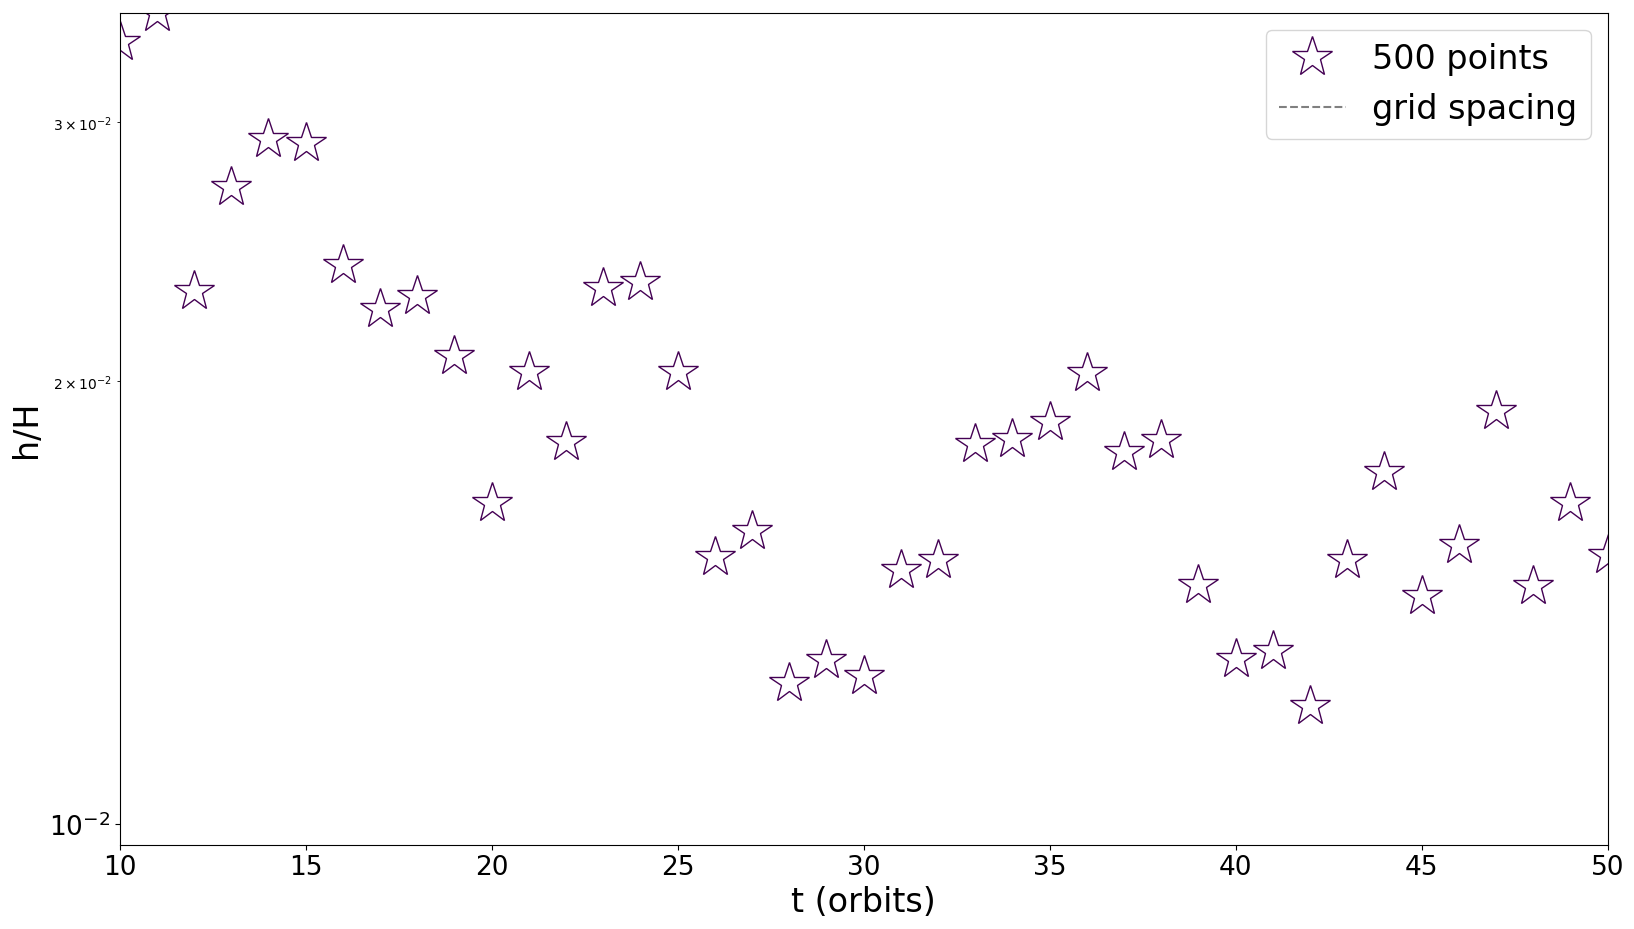 500 points
grid spacing
3 × 10⁻²
2 × 10⁻²
10⁻²
h/H
10 15 20 25 30 35 40 45 50
t (orbits)